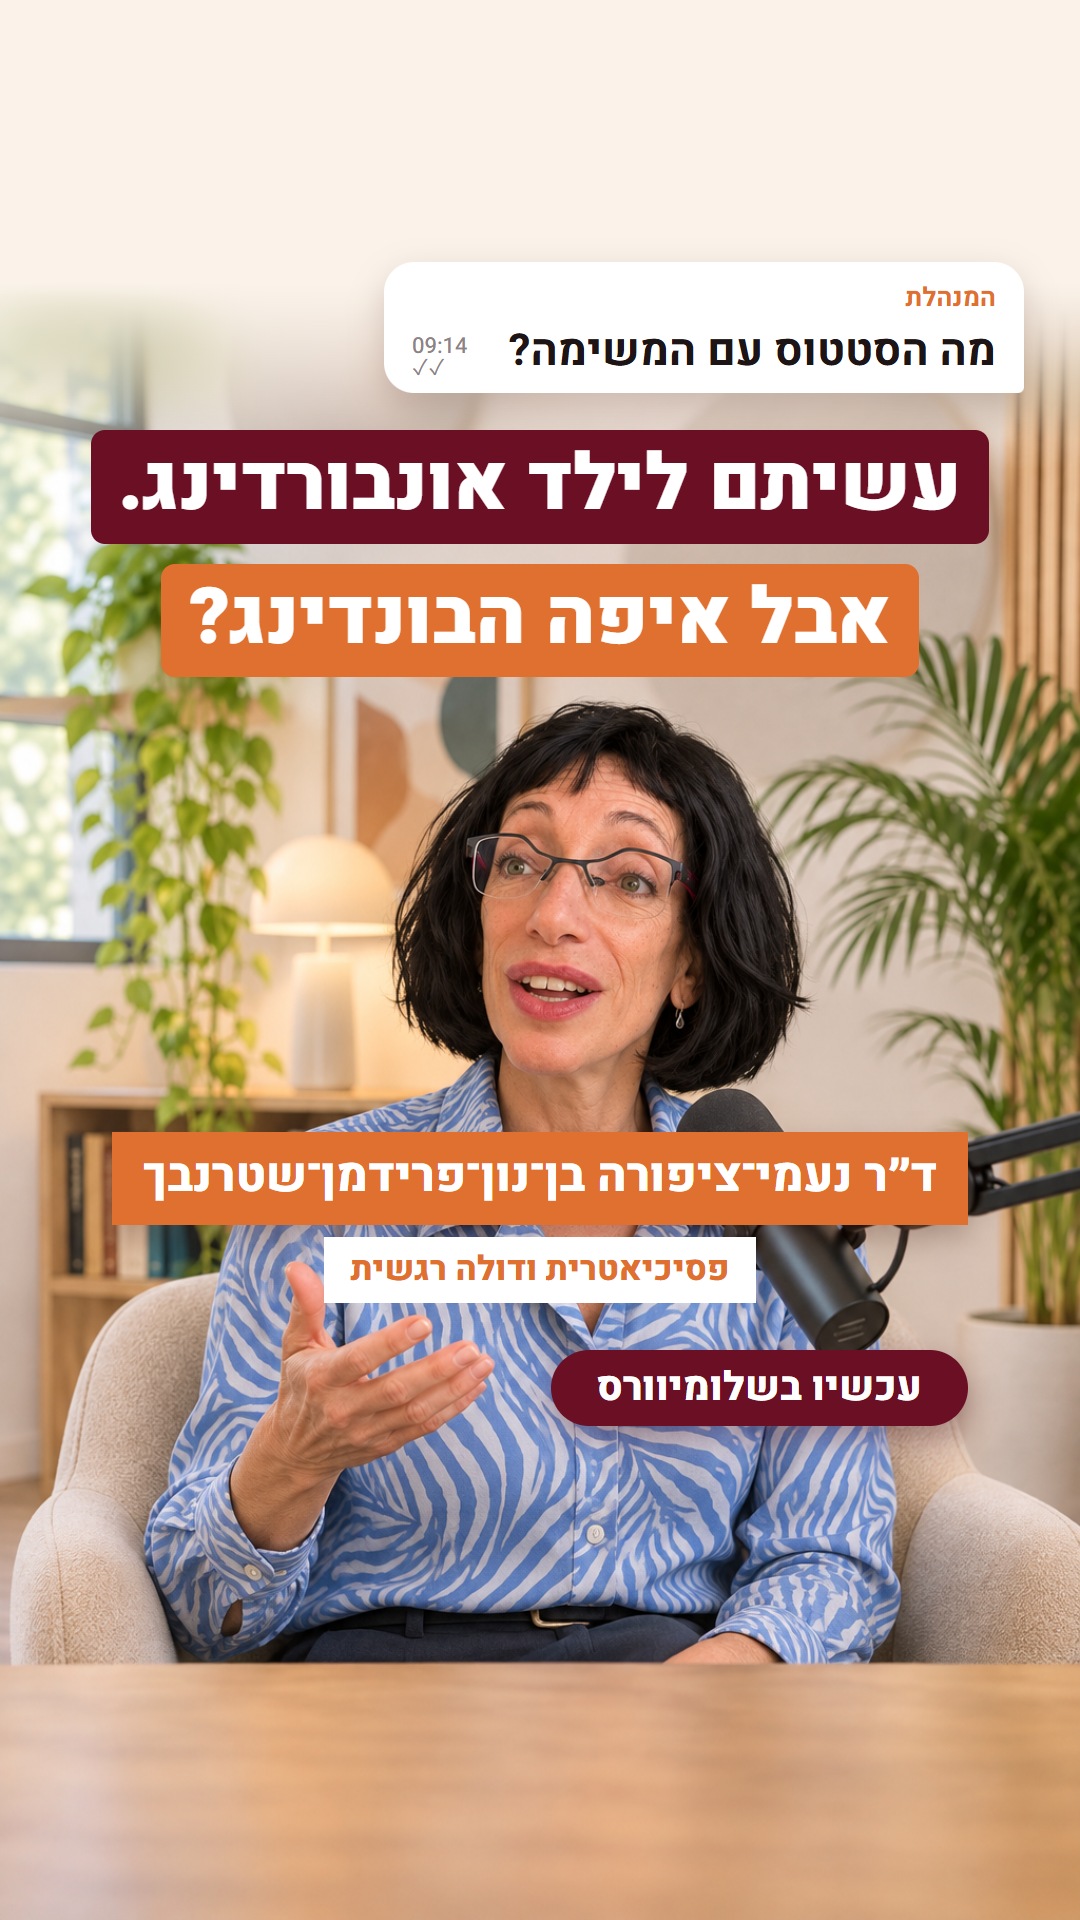 המנהלת
מה הסטטוס עם המשימה?
09:14
✓✓
עשיתם לילד אונבורדינג.
אבל איפה הבונדינג?
ד״ר נעמי־ציפורה בן־נון־פרידמן־שטרנבך
פסיכיאטרית ודולה רגשית
עכשיו בשלומיוורס